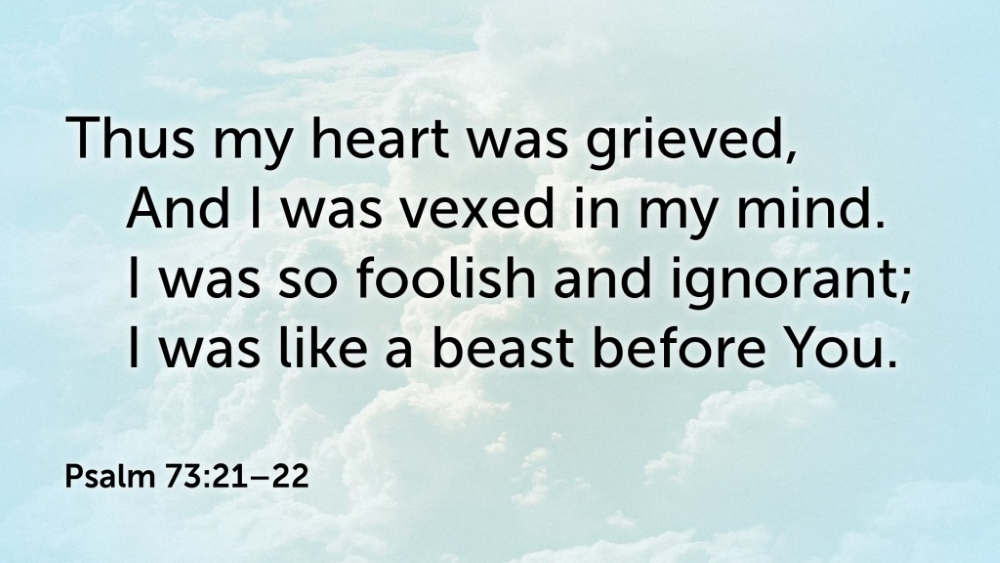 Thus my heart was grieved,
And I was vexed in my mind.
I was so foolish and ignorant;
I was like a beast before You.
Psalm 73:21–22